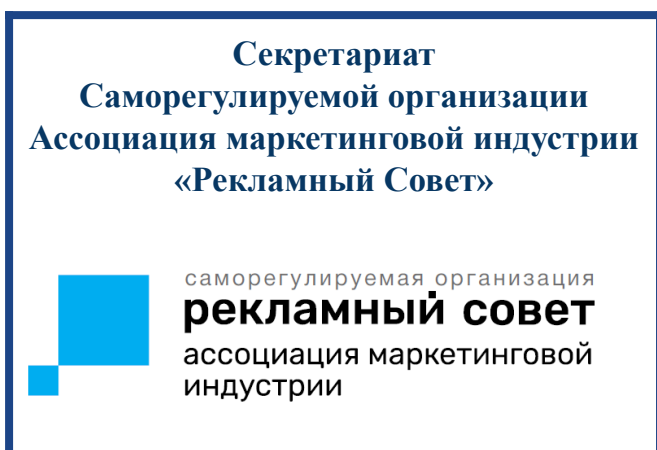 Секретариат
Саморегулируемой организации
Ассоциация маркетинговой индустрии
«Рекламный Совет»
саморегулируемая организация
рекламный совет
ассоциация маркетинговой
индустрии